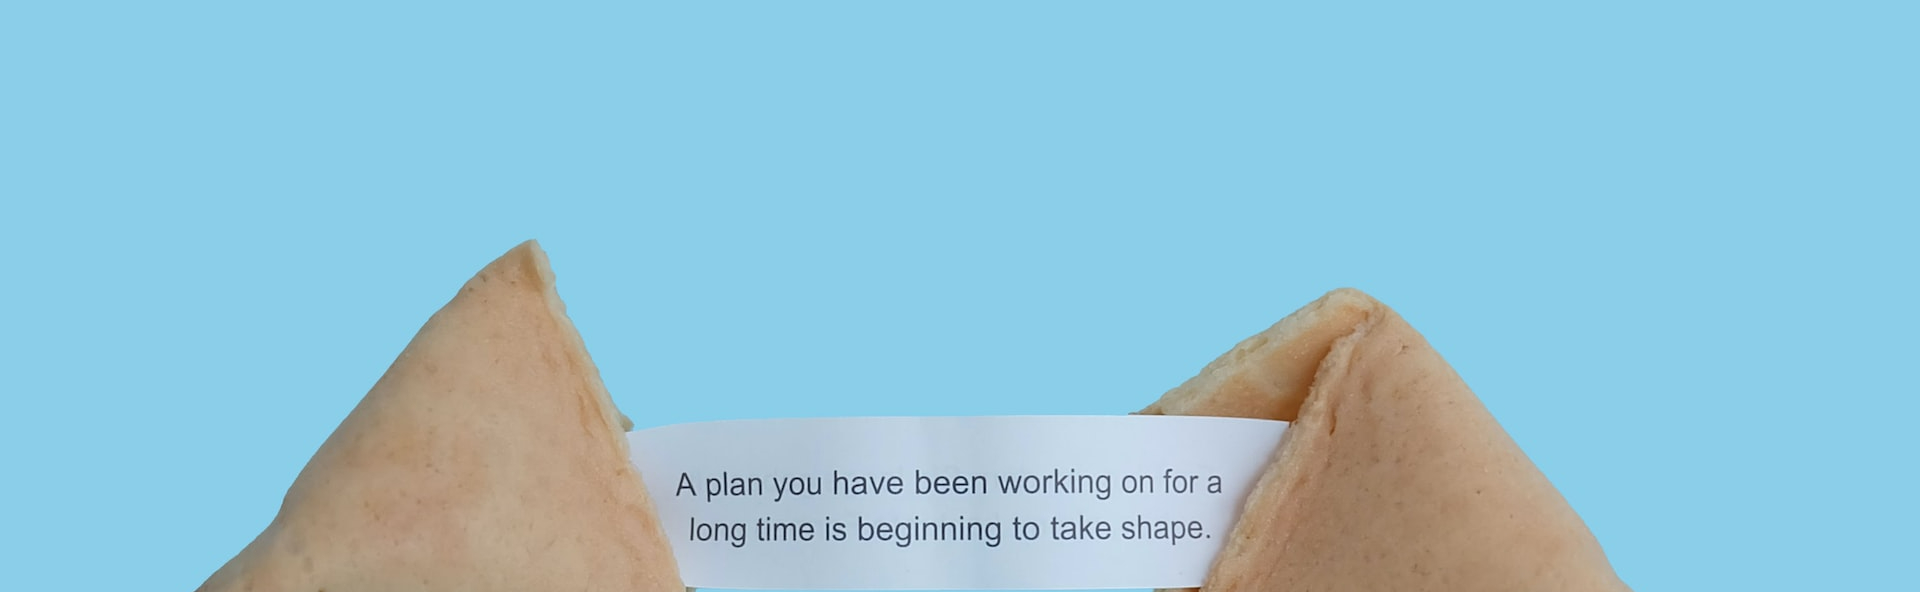 A plan you have been working on for a
long time is beginning to take shape.